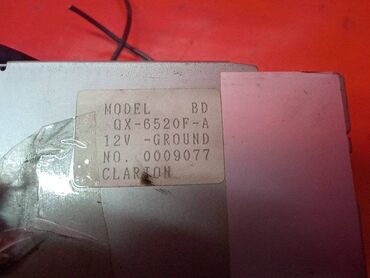 MODEL BD
GX-6520F-A
12V -GROUND
NO. 0009077
CLARION